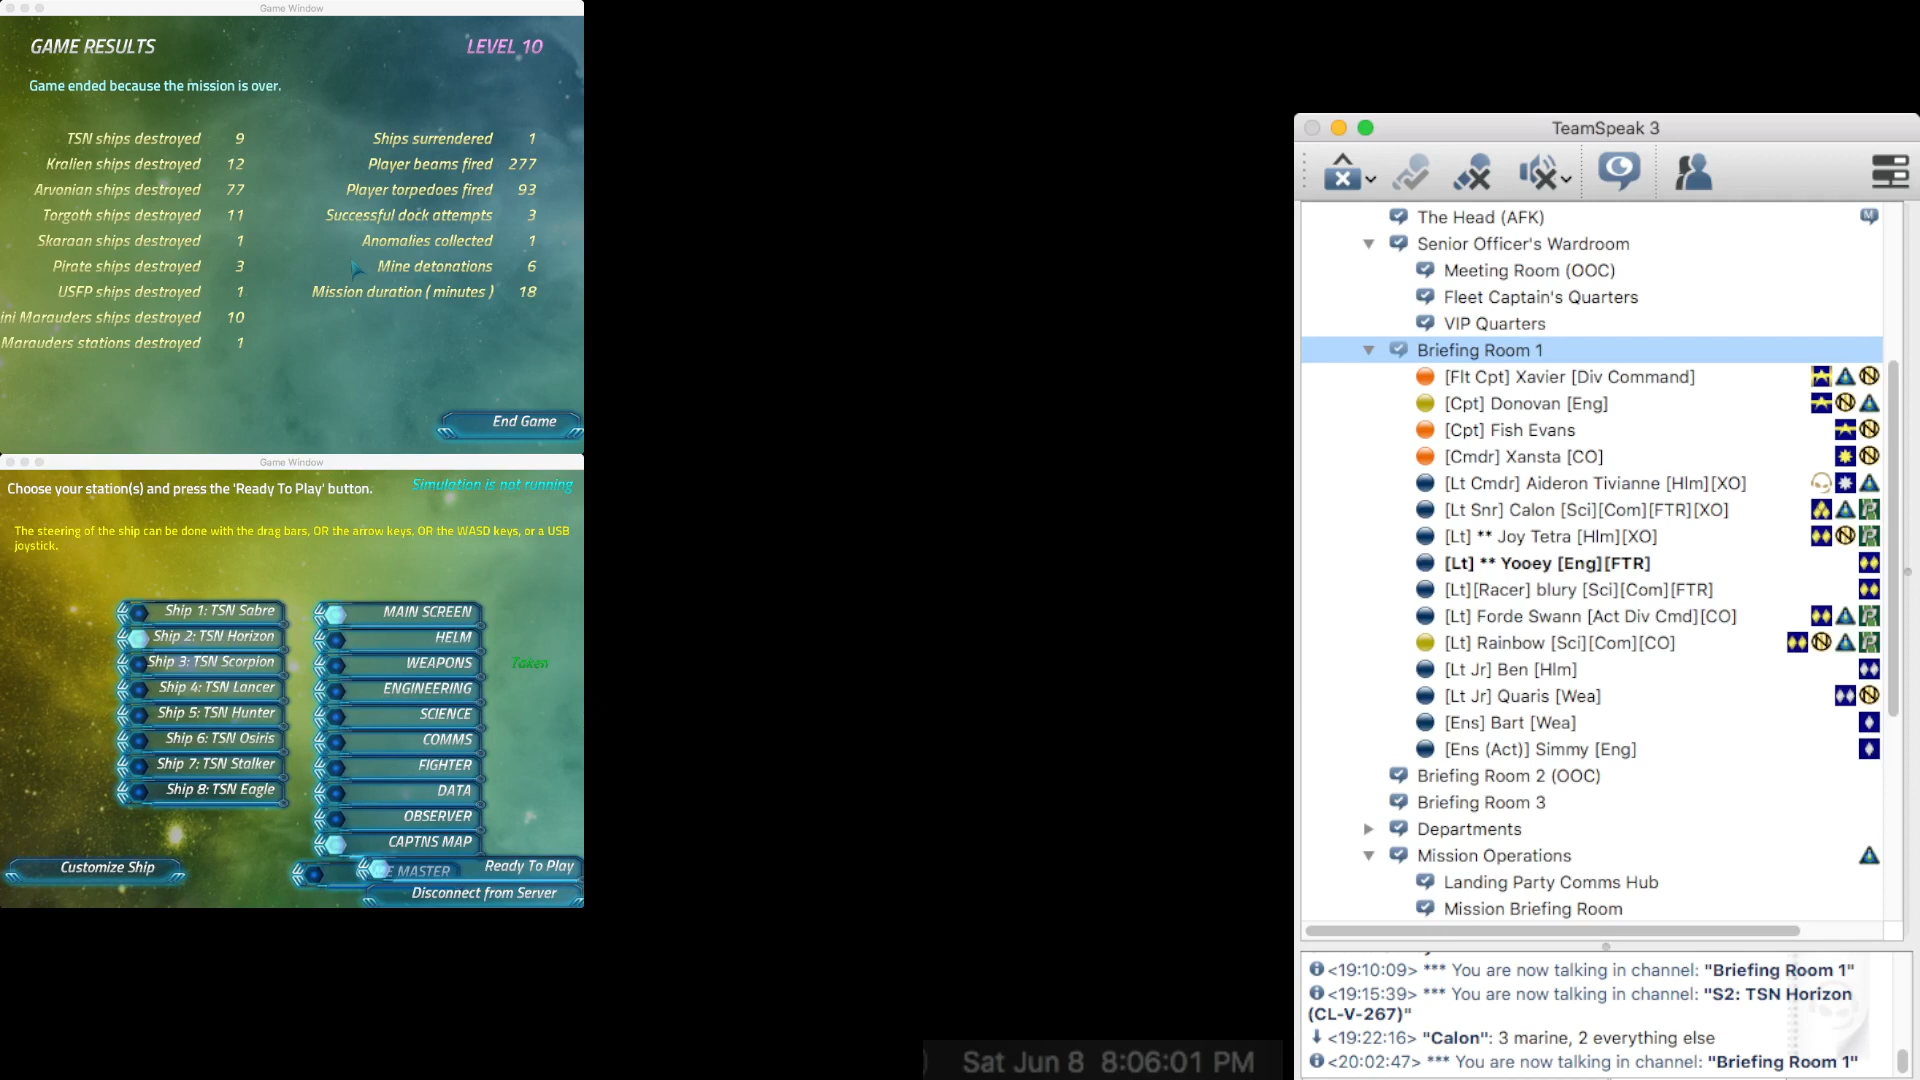 Game Window
GAME RESULTS
LEVEL 10
Game ended because the mission is over.
TSN ships destroyed 9
Kralien ships destroyed 12
Arvonian ships destroyed 77
Torgoth ships destroyed 11
Skaraan ships destroyed 1
Pirate ships destroyed 3
USFP ships destroyed 1
ini Marauders ships destroyed 10
Marauders stations destroyed 1
Ships surrendered 1
Player beams fired 277
Player torpedoes fired 93
Successful dock attempts 3
Anomalies collected 1
Mine detonations 6
Mission duration ( minutes ) 18
End Game
Game Window
Choose your station(s) and press the 'Ready To Play' button.
Simulation is not running
The steering of the ship can be done with the drag bars, OR the arrow keys, OR the WASD keys, or a USB
joystick.
Ship 1: TSN Sabre
Ship 2: TSN Horizon
Ship 3: TSN Scorpion
Ship 4: TSN Lancer
Ship 5: TSN Hunter
Ship 6: TSN Osiris
Ship 7: TSN Stalker
Ship 8: TSN Eagle
MAIN SCREEN
HELM
WEAPONS
Taken
ENGINEERING
SCIENCE
COMMS
FIGHTER
DATA
OBSERVER
CAPTNS MAP
E MASTER
Customize Ship
Ready To Play
Disconnect from Server
TeamSpeak 3
The Head (AFK)
Senior Officer's Wardroom
Meeting Room (OOC)
Fleet Captain's Quarters
VIP Quarters
Briefing Room 1
[Flt Cpt] Xavier [Div Command]
[Cpt] Donovan [Eng]
[Cpt] Fish Evans
[Cmdr] Xansta [CO]
[Lt Cmdr] Aideron Tivianne [Hlm][XO]
[Lt Snr] Calon [Sci][Com][FTR][XO]
[Lt] ** Joy Tetra [Hlm][XO]
[Lt] ** Yooey [Eng][FTR]
[Lt][Racer] blury [Sci][Com][FTR]
[Lt] Forde Swann [Act Div Cmd][CO]
[Lt] Rainbow [Sci][Com][CO]
[Lt Jr] Ben [Hlm]
[Lt Jr] Quaris [Wea]
[Ens] Bart [Wea]
[Ens (Act)] Simmy [Eng]
Briefing Room 2 (OOC)
Briefing Room 3
Departments
Mission Operations
Landing Party Comms Hub
Mission Briefing Room
<19:10:09> *** You are now talking in channel: "Briefing Room 1"
<19:15:39> *** You are now talking in channel: "S2: TSN Horizon
(CL-V-267)"
<19:22:16> "Calon": 3 marine, 2 everything else
<20:02:47> *** You are now talking in channel: "Briefing Room 1"
Sat Jun 8 8:06:01 PM